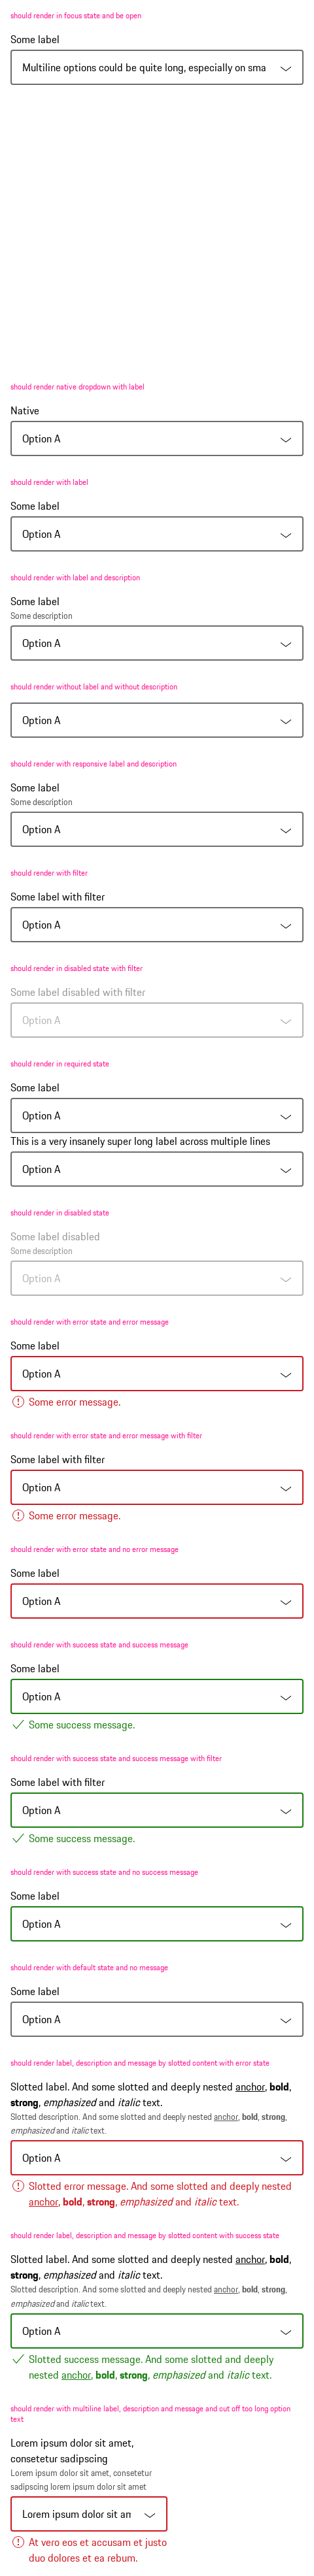 should render in focus state and be open
Some label
Multiline options could be quite long, especially on sma
should render native dropdown with label
Native
Option A
should render with label
Some label
Option A
should render with label and description
Some label
Some description
Option A
should render without label and without description
Option A
should render with responsive label and description
Some label
Some description
Option A
should render with filter
Some label with filter
Option A
should render in disabled state with filter
Some label disabled with filter
Option A
should render in required state
Some label
Option A
This is a very insanely super long label across multiple lines
Option A
should render in disabled state
Some label disabled
Some description
Option A
should render with error state and error message
Some label
Option A
Some error message.
should render with error state and error message with filter
Some label with filter
Option A
Some error message.
should render with error state and no error message
Some label
Option A
should render with success state and success message
Some label
Option A
Some success message.
should render with success state and success message with filter
Some label with filter
Option A
Some success message.
should render with success state and no success message
Some label
Option A
should render with default state and no message
Some label
Option A
should render label, description and message by slotted content with error state
Slotted label. And some slotted and deeply nested anchor, bold,
strong, emphasized and italic text.
Slotted description. And some slotted and deeply nested anchor, bold, strong,
emphasized and italic text.
Option A
Slotted error message. And some slotted and deeply nested
anchor, bold, strong, emphasized and italic text.
should render label, description and message by slotted content with success state
Slotted label. And some slotted and deeply nested anchor, bold,
strong, emphasized and italic text.
Slotted description. And some slotted and deeply nested anchor, bold, strong,
emphasized and italic text.
Option A
Slotted success message. And some slotted and deeply
nested anchor, bold, strong, emphasized and italic text.
should render with multiline label, description and message and cut off too long option
text
Lorem ipsum dolor sit amet,
consetetur sadipscing
Lorem ipsum dolor sit amet, consetetur
sadipscing lorem ipsum dolor sit amet
Lorem ipsum dolor sit am
At vero eos et accusam et justo
duo dolores et ea rebum.